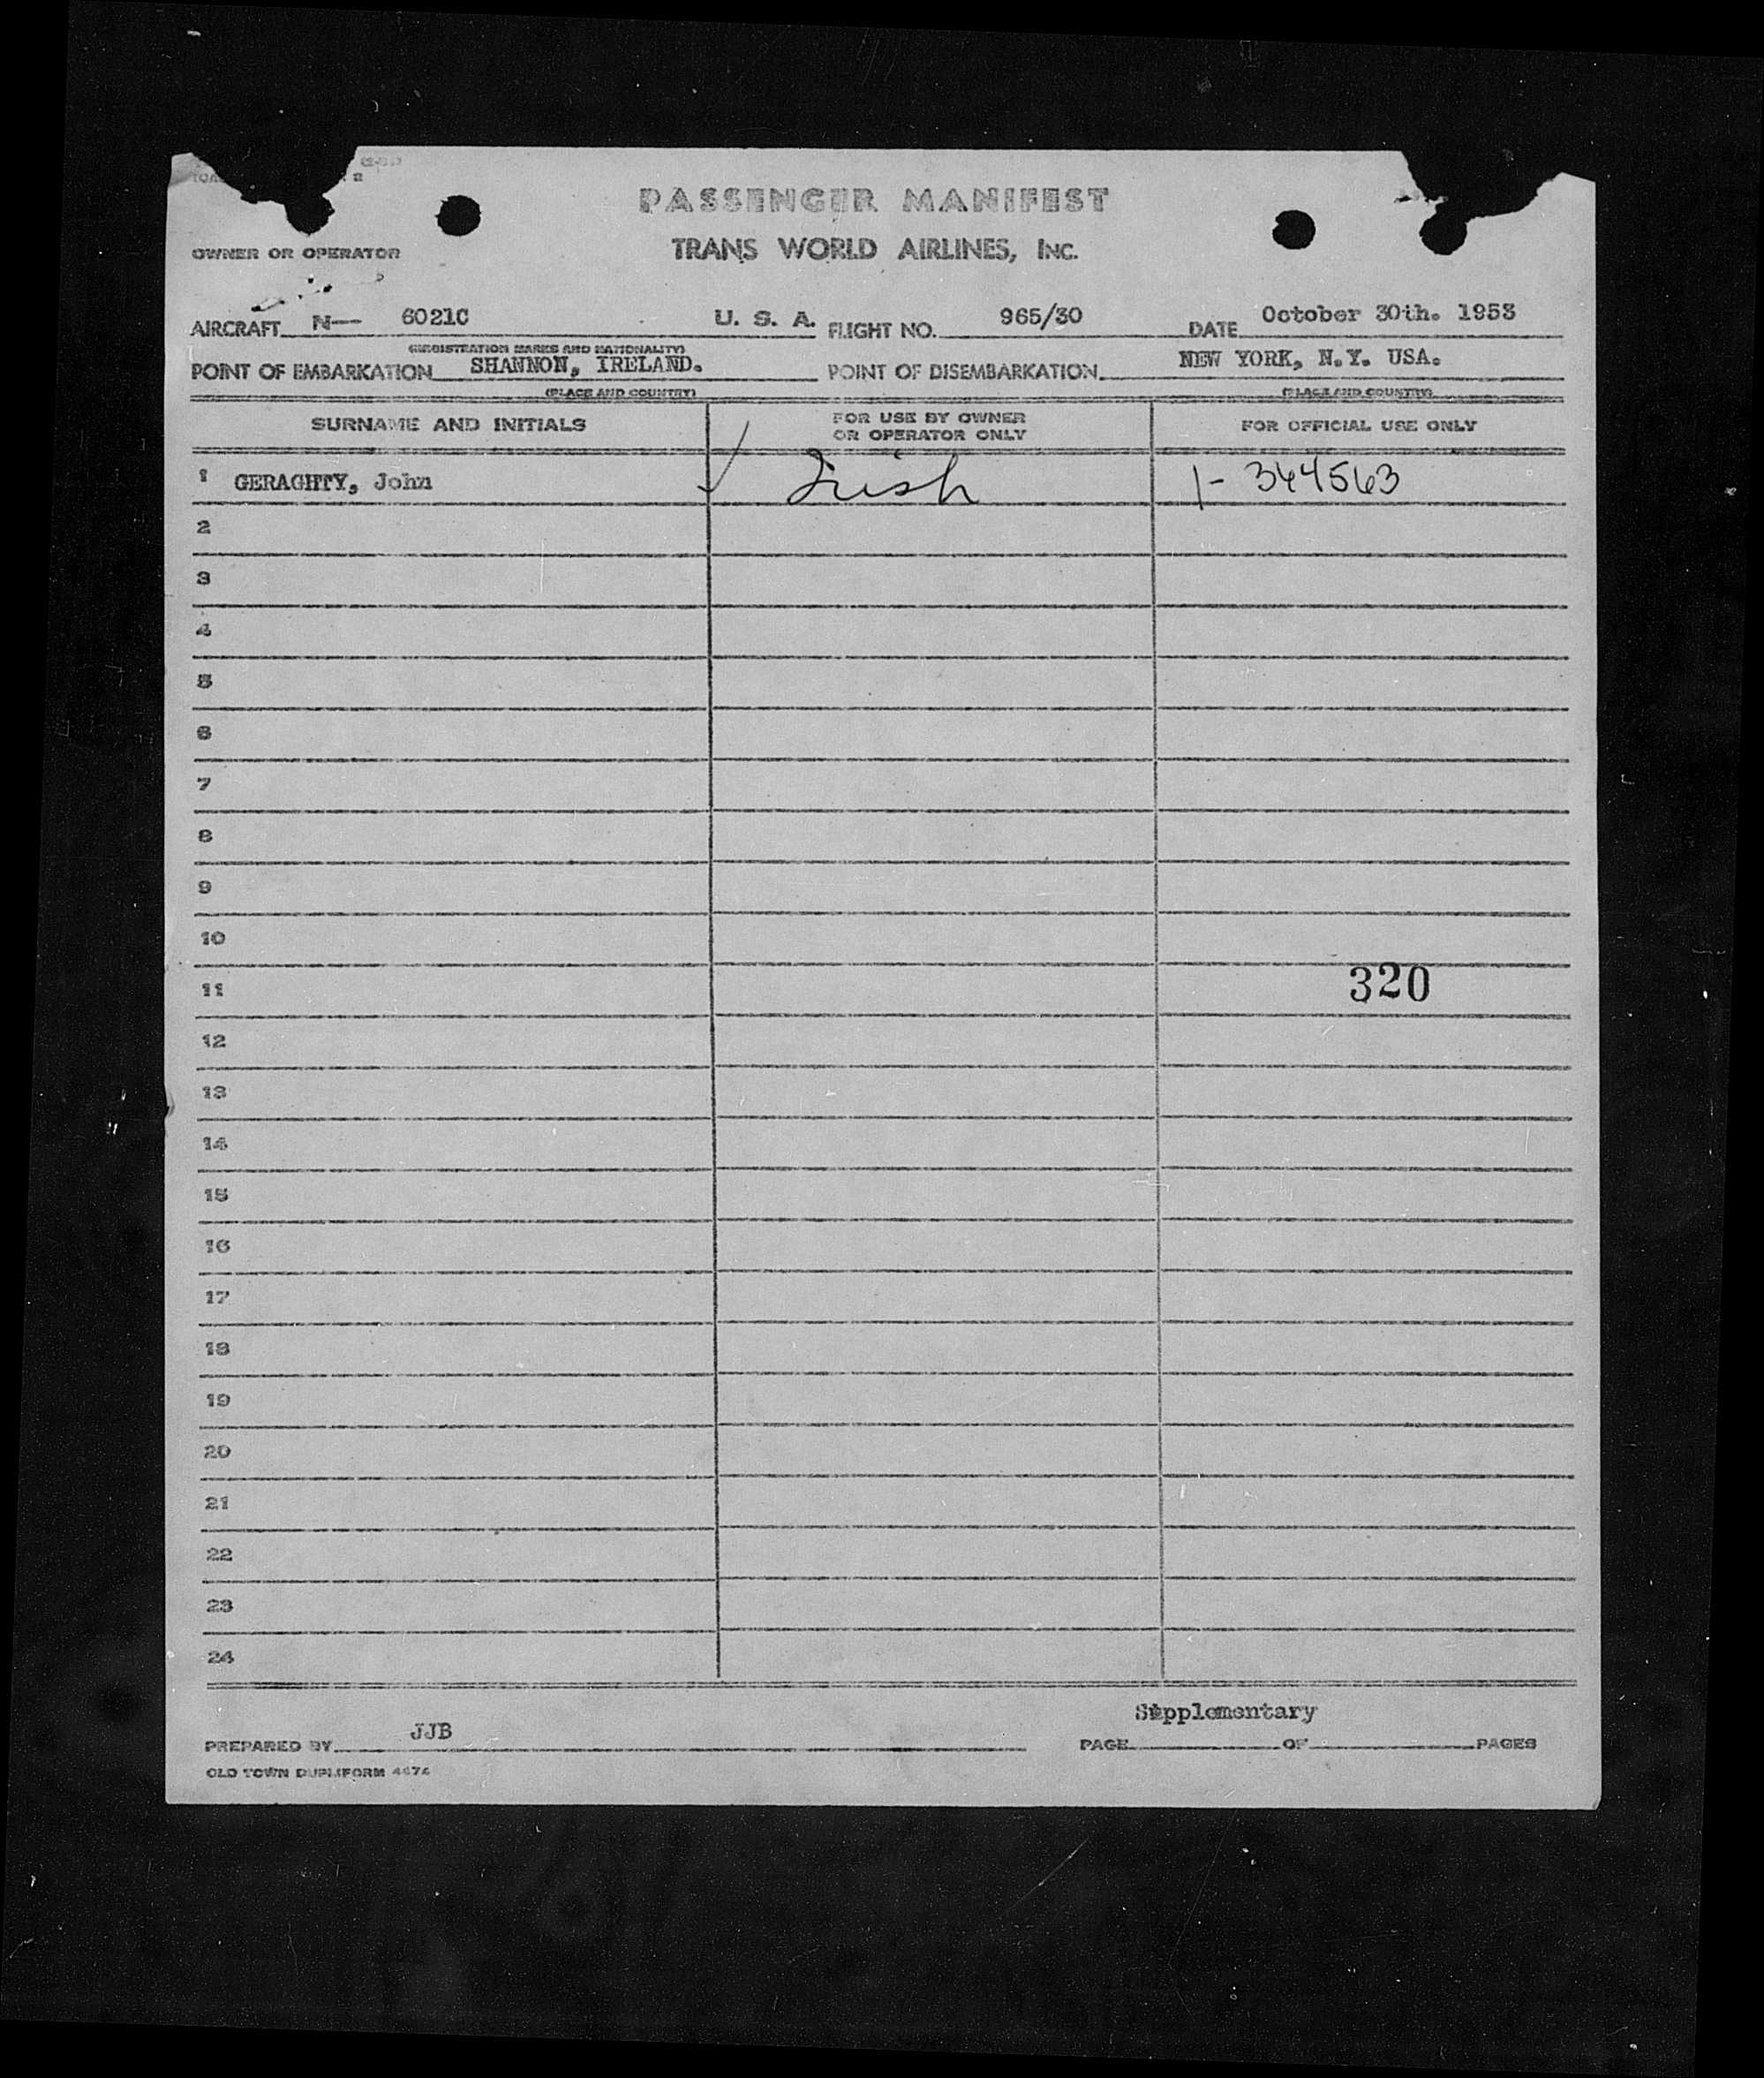 PASSENGER MANIFEST
OWNER OR OPERATOR TRANS WORLD AIRLINES, INC.
AIRCRAFT N— 6021C U. S. A. FLIGHT NO. 965/30 DATE October 30th. 1953
(REGISTRATION MARKS AND NATIONALITY)
POINT OF EMBARKATION SHANNON, IRELAND. POINT OF DISEMBARKATION NEW YORK, N.Y. USA.
(PLACE AND COUNTRY) (PLACE AND COUNTRY)
SURNAME AND INITIALS FOR USE BY OWNER OR OPERATOR ONLY FOR OFFICIAL USE ONLY
1 GERAGHTY, John ✓ Irish 1- 344563
2
3
4
5
6
7
8
9
10
11 320
12
13
14
15
16
17
18
19
20
21
22
23
24
Supplementary
PREPARED BY JJB PAGE OF PAGES
OLD TOWN DUPLIFORM 4474